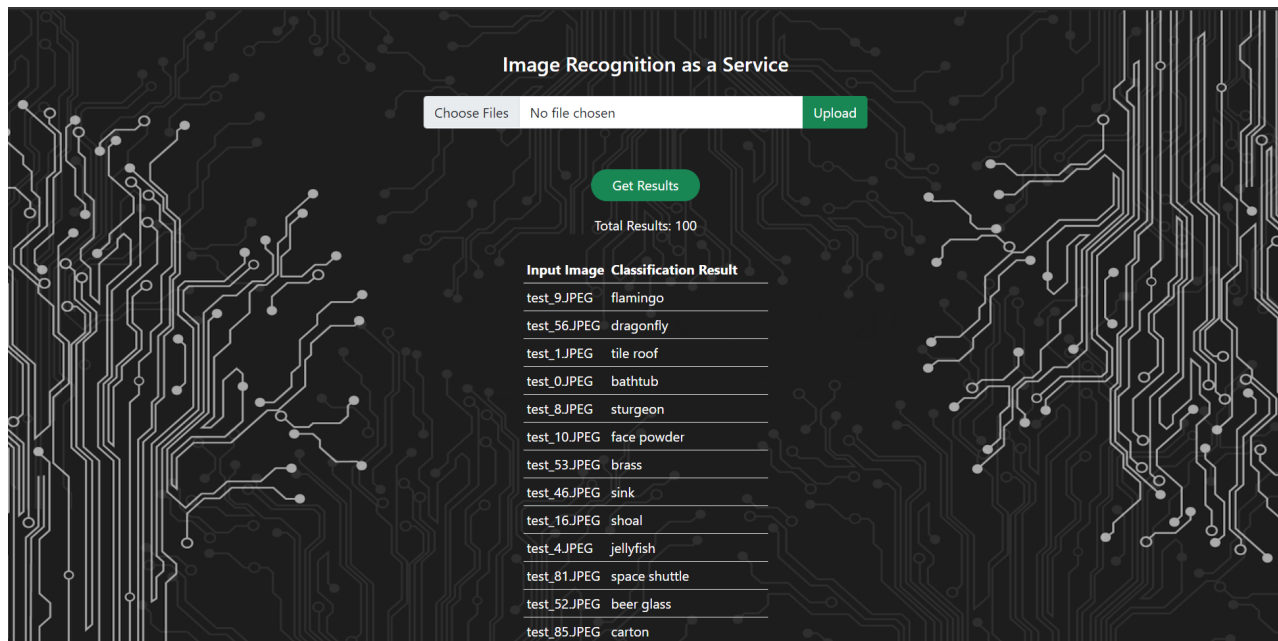 Image Recognition as a Service
Choose Files No file chosen Upload
Get Results
Total Results: 100
Input Image Classification Result
test_9.JPEG flamingo
test_56.JPEG dragonfly
test_1.JPEG tile roof
test_0.JPEG bathtub
test_8.JPEG sturgeon
test_10.JPEG face powder
test_53.JPEG brass
test_46.JPEG sink
test_16.JPEG shoal
test_4.JPEG jellyfish
test_81.JPEG space shuttle
test_52.JPEG beer glass
test_85.JPEG carton